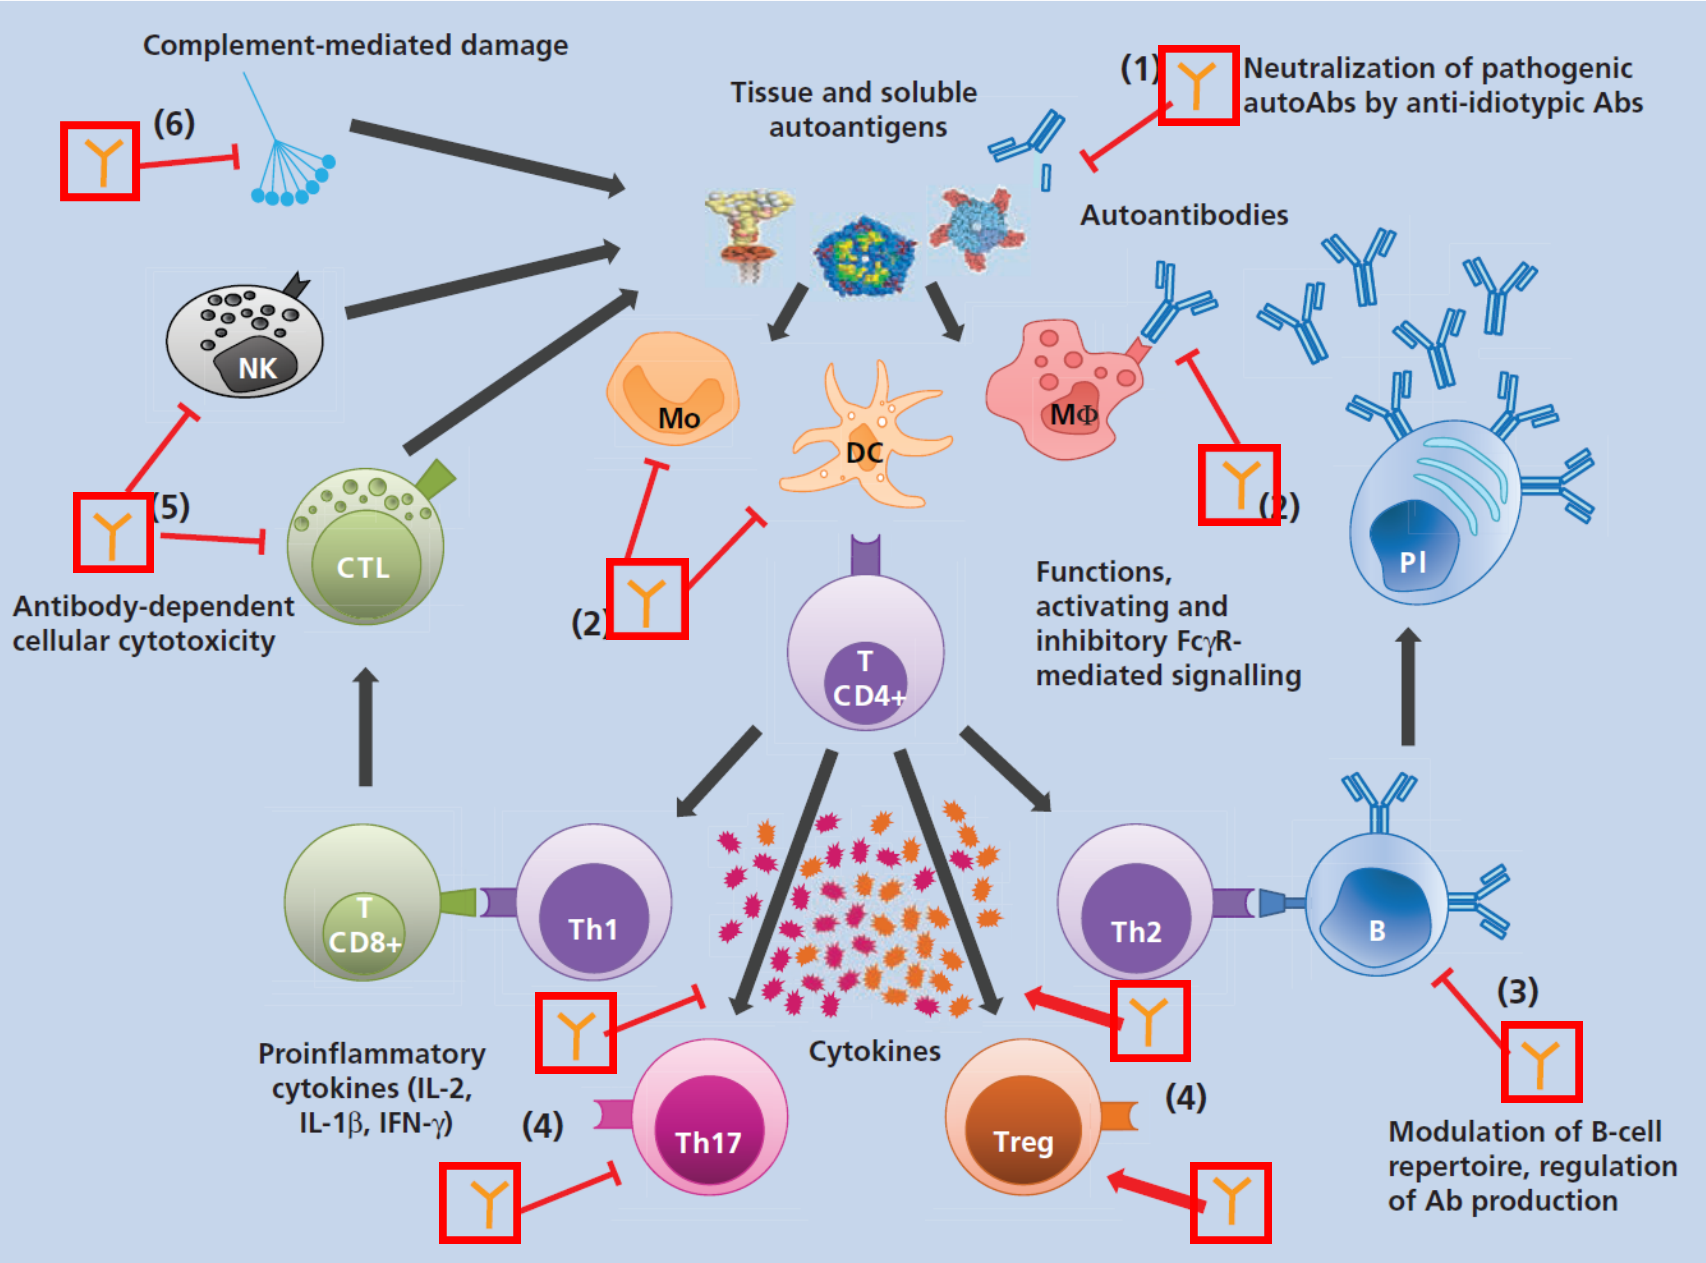 Complement-mediated damage
(6)
Tissue and soluble
autoantigens
(1)
Neutralization of pathogenic
autoAbs by anti-idiotypic Abs
Autoantibodies
NK
Mo
DC
MΦ
(2)
(5)
CTL
Antibody-dependent
cellular cytotoxicity
(2)
Pl
Functions,
activating and
inhibitory FcγR-
mediated signalling
T
CD4+
T
CD8+
Th1
Th2
B
(3)
Proinflammatory
cytokines (IL-2,
IL-1β, IFN-γ)
Cytokines
(4)
Th17
Treg
(4)
Modulation of B-cell
repertoire, regulation
of Ab production